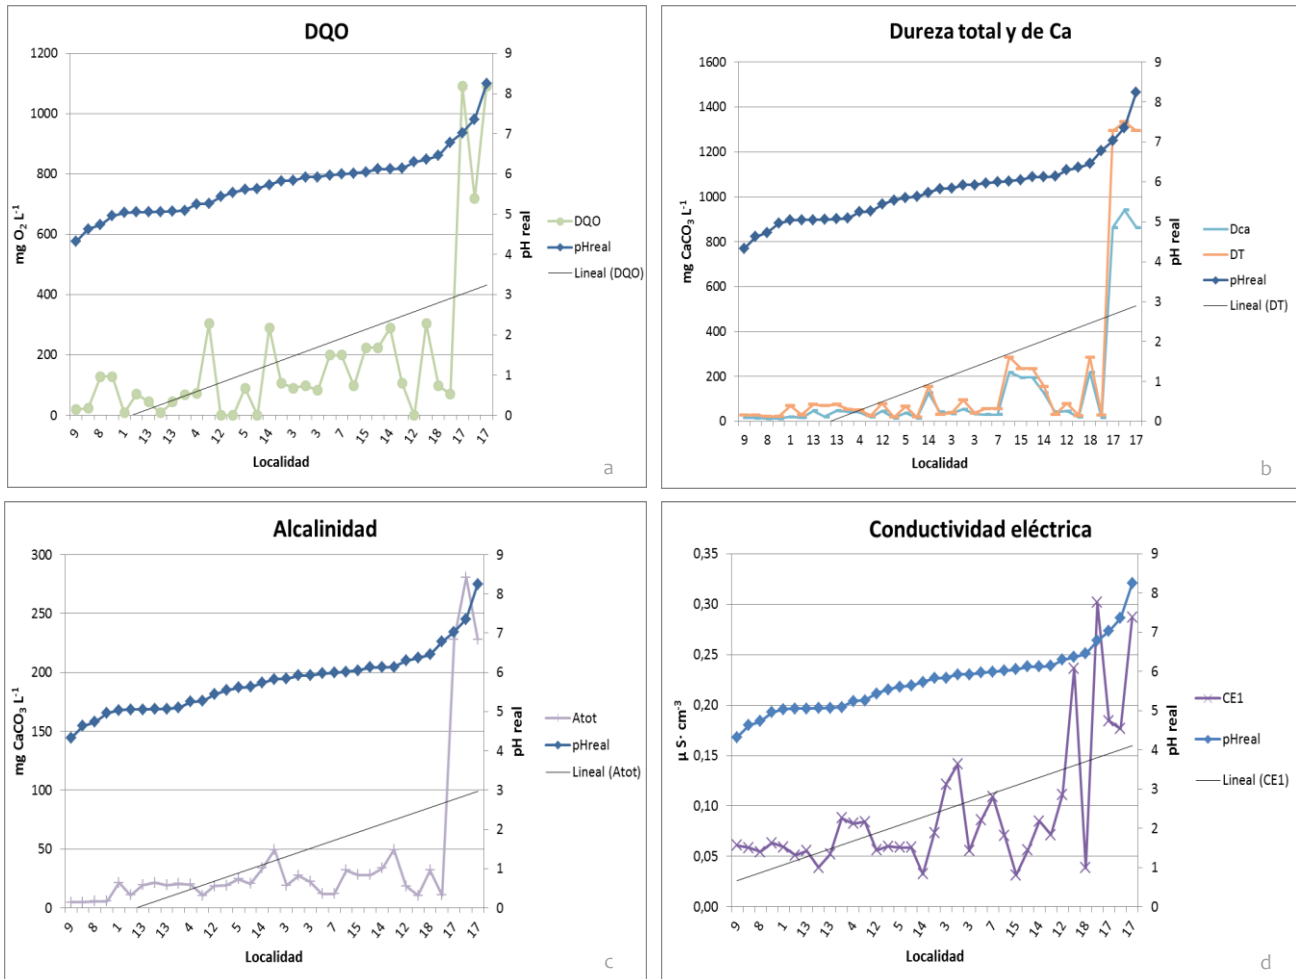 DQO
1200
1000
800
600
400
200
0
9
8
7
6
5
4
3
2
1
0
mg O₂ L⁻¹
pH real
DQO
pHreal
Lineal (DQO)
9 8 1 13 13 4 12 5 14 3 3 7 15 14 12 18 17 17
Localidad
a
Dureza total y de Ca
1600
1400
1200
1000
800
600
400
200
0
9
8
7
6
5
4
3
2
1
0
mg CaCO₃ L⁻¹
pH real
Dca
DT
pHreal
Lineal (DT)
9 8 1 13 13 4 12 5 14 3 3 7 15 14 12 18 17 17
Localidad
b
Alcalinidad
300
250
200
150
100
50
0
9
8
7
6
5
4
3
2
1
0
mg CaCO₃ L⁻¹
pH real
Atot
pHreal
Lineal (Atot)
9 8 1 13 13 4 12 5 14 3 3 7 15 14 12 18 17 17
Localidad
c
Conductividad eléctrica
0,35
0,30
0,25
0,20
0,15
0,10
0,05
0,00
9
8
7
6
5
4
3
2
1
0
µ S· cm⁻³
pH real
CE1
pHreal
Lineal (CE1)
9 8 1 13 13 4 12 5 14 3 3 7 15 14 12 18 17 17
Localidad
d